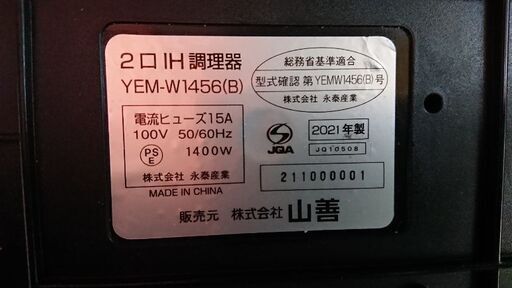 2口IH調理器
YEM-W1456(B)
総務省基準適合
型式確認 第YEMW1456(B)号
株式会社 永泰産業
電流ヒューズ15A
100V 50/60Hz
PSE 1400W
株式会社 永泰産業
MADE IN CHINA
JQA
2021年製
JQ10508
211000001
販売元 株式会社 山善